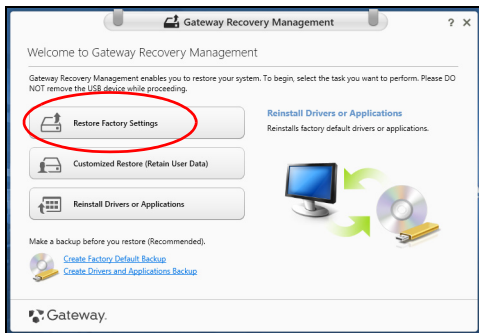 Gateway Recovery Management
? X
Welcome to Gateway Recovery Management
Gateway Recovery Management enables you to restore your system. To begin, select the task you want to perform. Please DO
NOT remove the USB device while proceeding.
Restore Factory Settings
Customized Restore (Retain User Data)
Reinstall Drivers or Applications
Reinstall Drivers or Applications
Reinstalls factory default drivers or applications.
Make a backup before you restore (Recommended).
Create Factory Default Backup
Create Drivers and Applications Backup
Gateway.